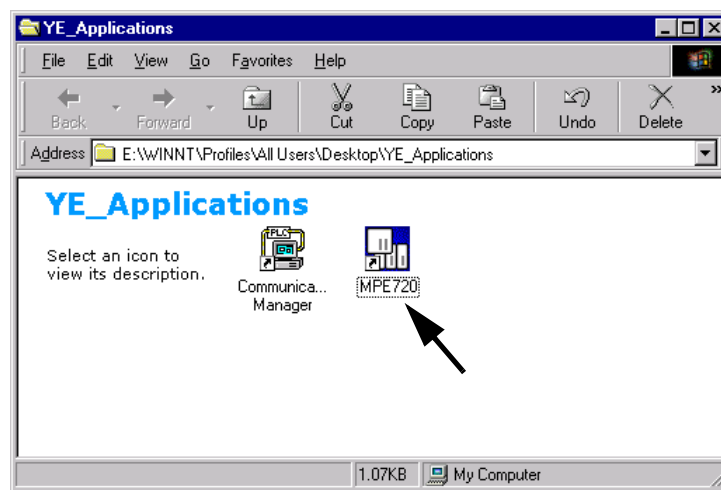 YE_Applications
File Edit View Go Favorites Help
Back Forward Up Cut Copy Paste Undo Delete »
Address E:\WINNT\Profiles\All Users\Desktop\YE_Applications
YE_Applications
Select an icon to
view its description.
PLC
Communica...
Manager
MPE720
1.07KB My Computer